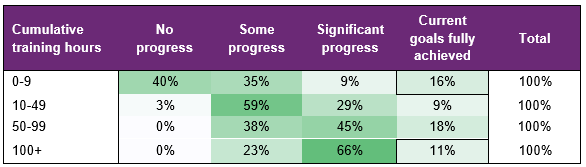 Cumulative training hours No progress Some progress Significant progress Current goals fully achieved Total
0-9 40% 35% 9% 16% 100%
10-49 3% 59% 29% 9% 100%
50-99 0% 38% 45% 18% 100%
100+ 0% 23% 66% 11% 100%